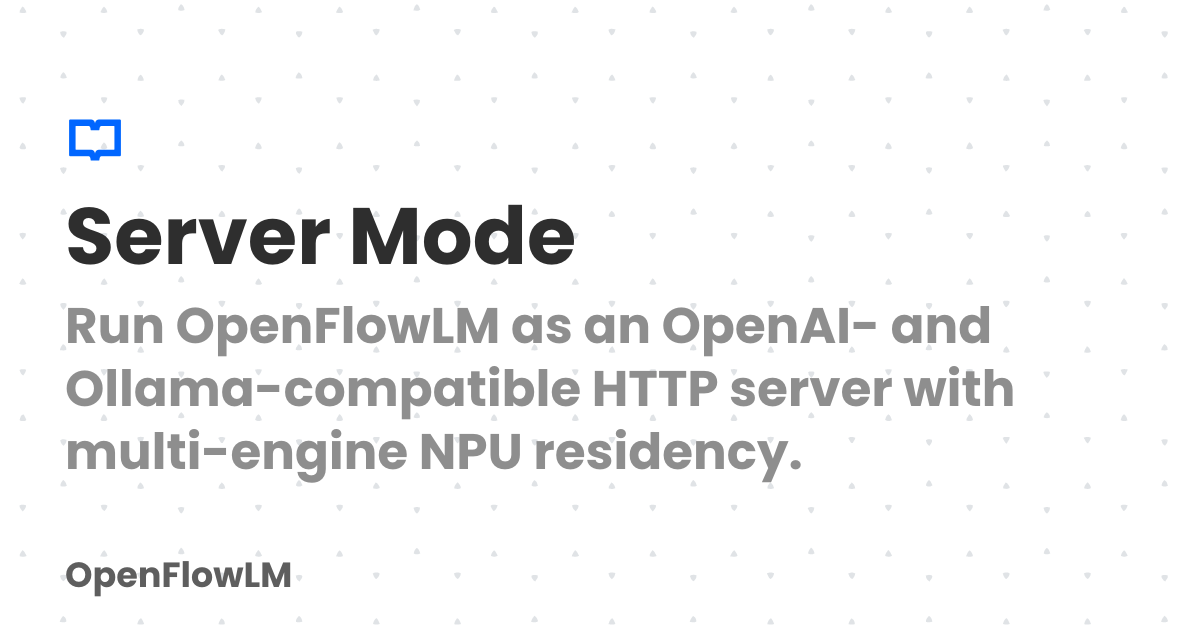 Server Mode
Run OpenFlowLM as an OpenAI- and
Ollama-compatible HTTP server with
multi-engine NPU residency.
OpenFlowLM